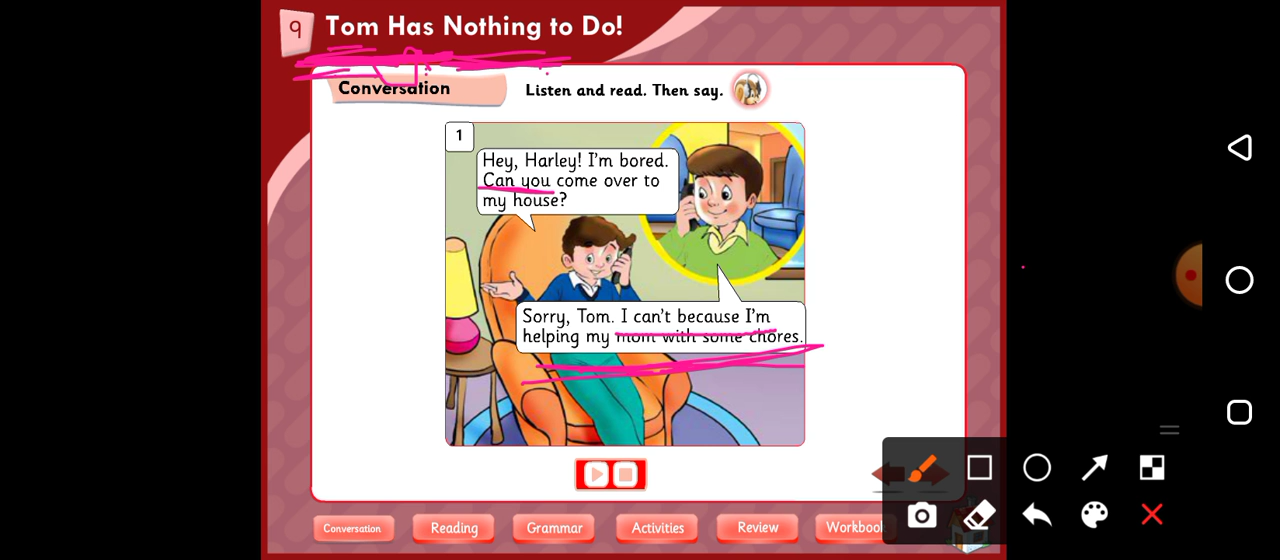 9
Tom Has Nothing to Do!
Conversation
Listen and read. Then say.
1
Hey, Harley! I'm bored.
Can you come over to
my house?
Sorry, Tom. I can't because I'm
helping my mom with some chores.
Conversation
Reading
Grammar
Activities
Review
Workbook